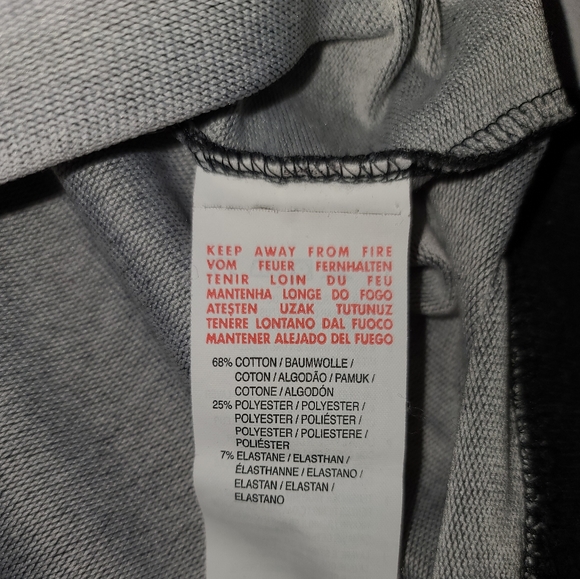 KEEP AWAY FROM FIRE
VOM FEUER FERNHALTEN
TENIR LOIN DU FEU
MANTENHA LONGE DO FOGO
ATEŞTEN UZAK TUTUNUZ
TENERE LONTANO DAL FUOCO
MANTENER ALEJADO DEL FUEGO
68% COTTON / BAUMWOLLE /
COTON / ALGODÃO / PAMUK /
COTONE / ALGODÓN
25% POLYESTER / POLYESTER /
POLYESTER / POLIÉSTER /
POLYESTER / POLIESTERE /
POLIÉSTER
7% ELASTANE / ELASTHAN /
ÉLASTHANNE / ELASTANO /
ELASTAN / ELASTAN /
ELASTANO